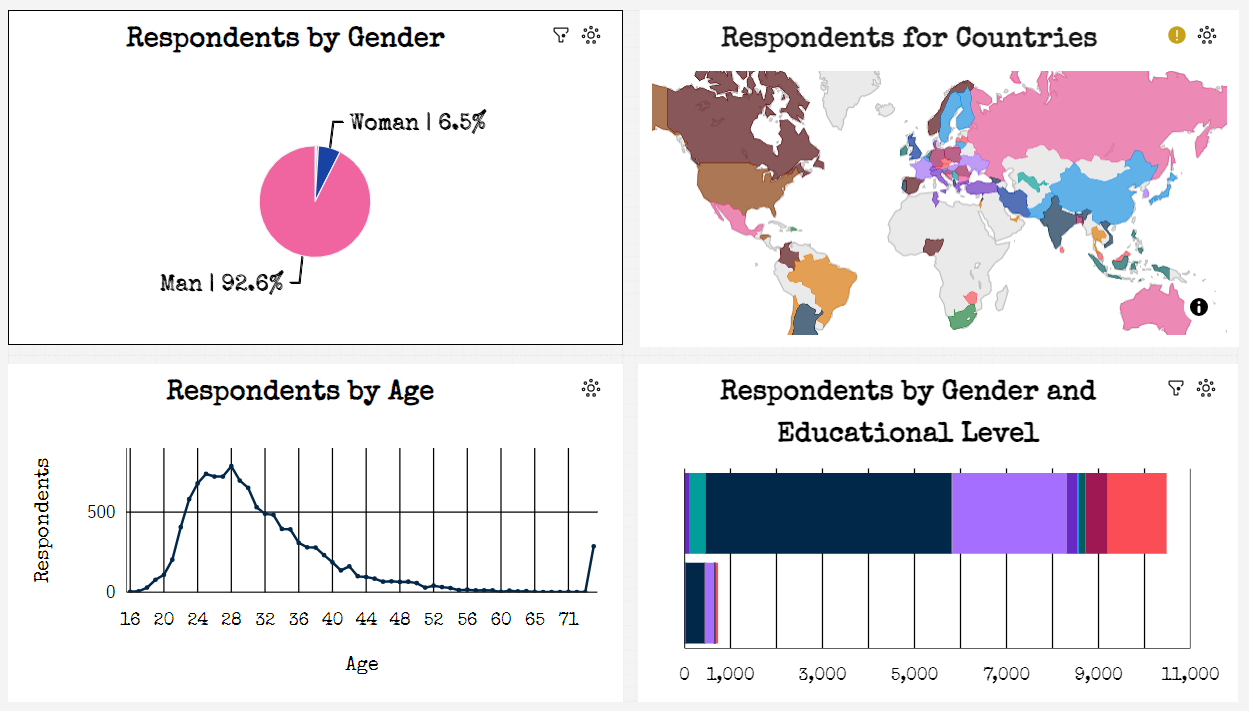 Respondents by Gender
Woman | 6.5%
Man | 92.6%
Respondents for Countries
!
i
Respondents by Age
Respondents
500
0
16 20 24 28 32 36 40 44 48 52 56 60 65 71
Age
Respondents by Gender and
Educational Level
0 1,000 3,000 5,000 7,000 9,000 11,000